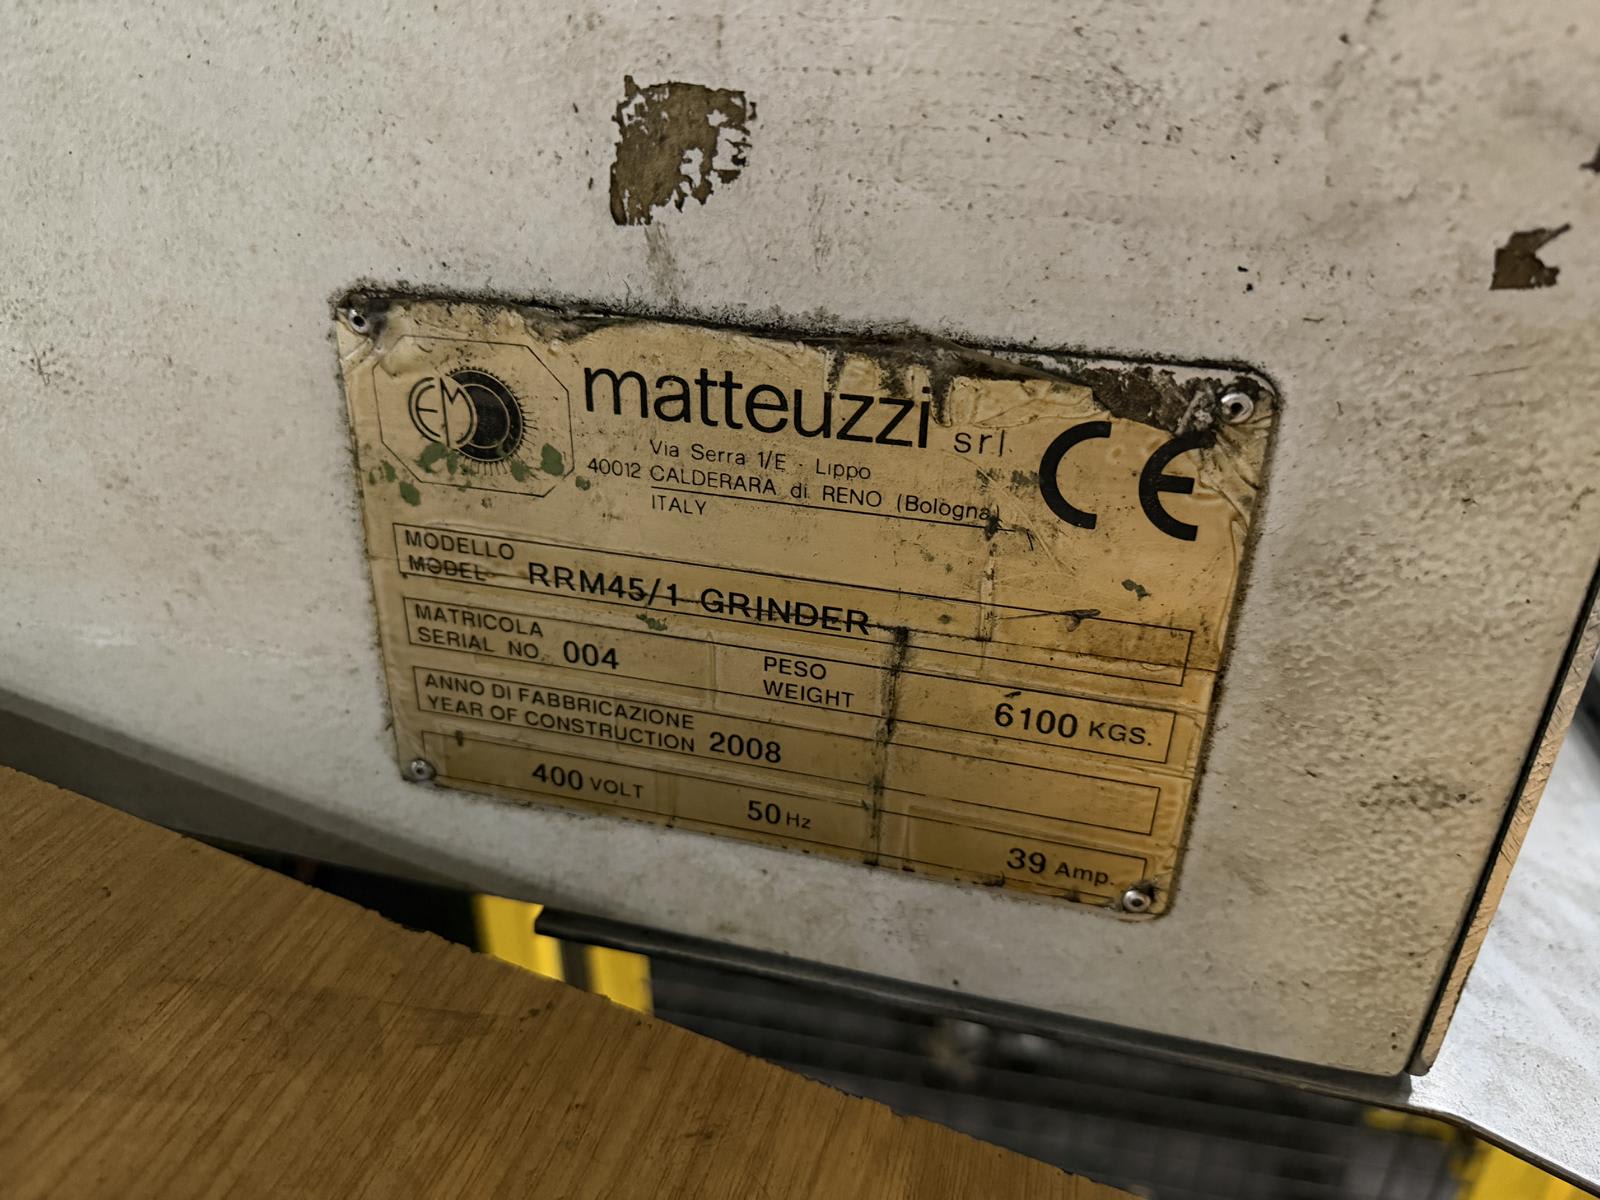 EM
matteuzzi srl CE
Via Serra 1/E - Lippo
40012 CALDERARA di RENO (Bologna)
ITALY
MODELLO
MODEL RRM45/1 GRINDER
MATRICOLA
SERIAL NO. 004
PESO
WEIGHT
6100 KGS.
ANNO DI FABBRICAZIONE
YEAR OF CONSTRUCTION 2008
400 VOLT 50 Hz 39 Amp.